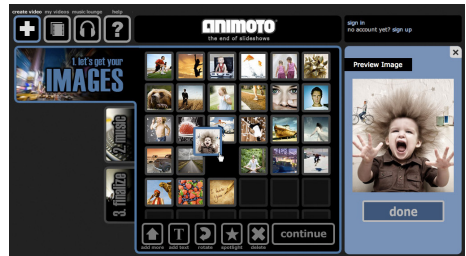 create video my videos music lounge help
?
ANIMOTO
the end of slideshows
sign in
no account yet? sign up
1. let's get your
IMAGES
2. music
3. finalize
Preview Image
done
T
add more add text rotate spotlight delete
continue